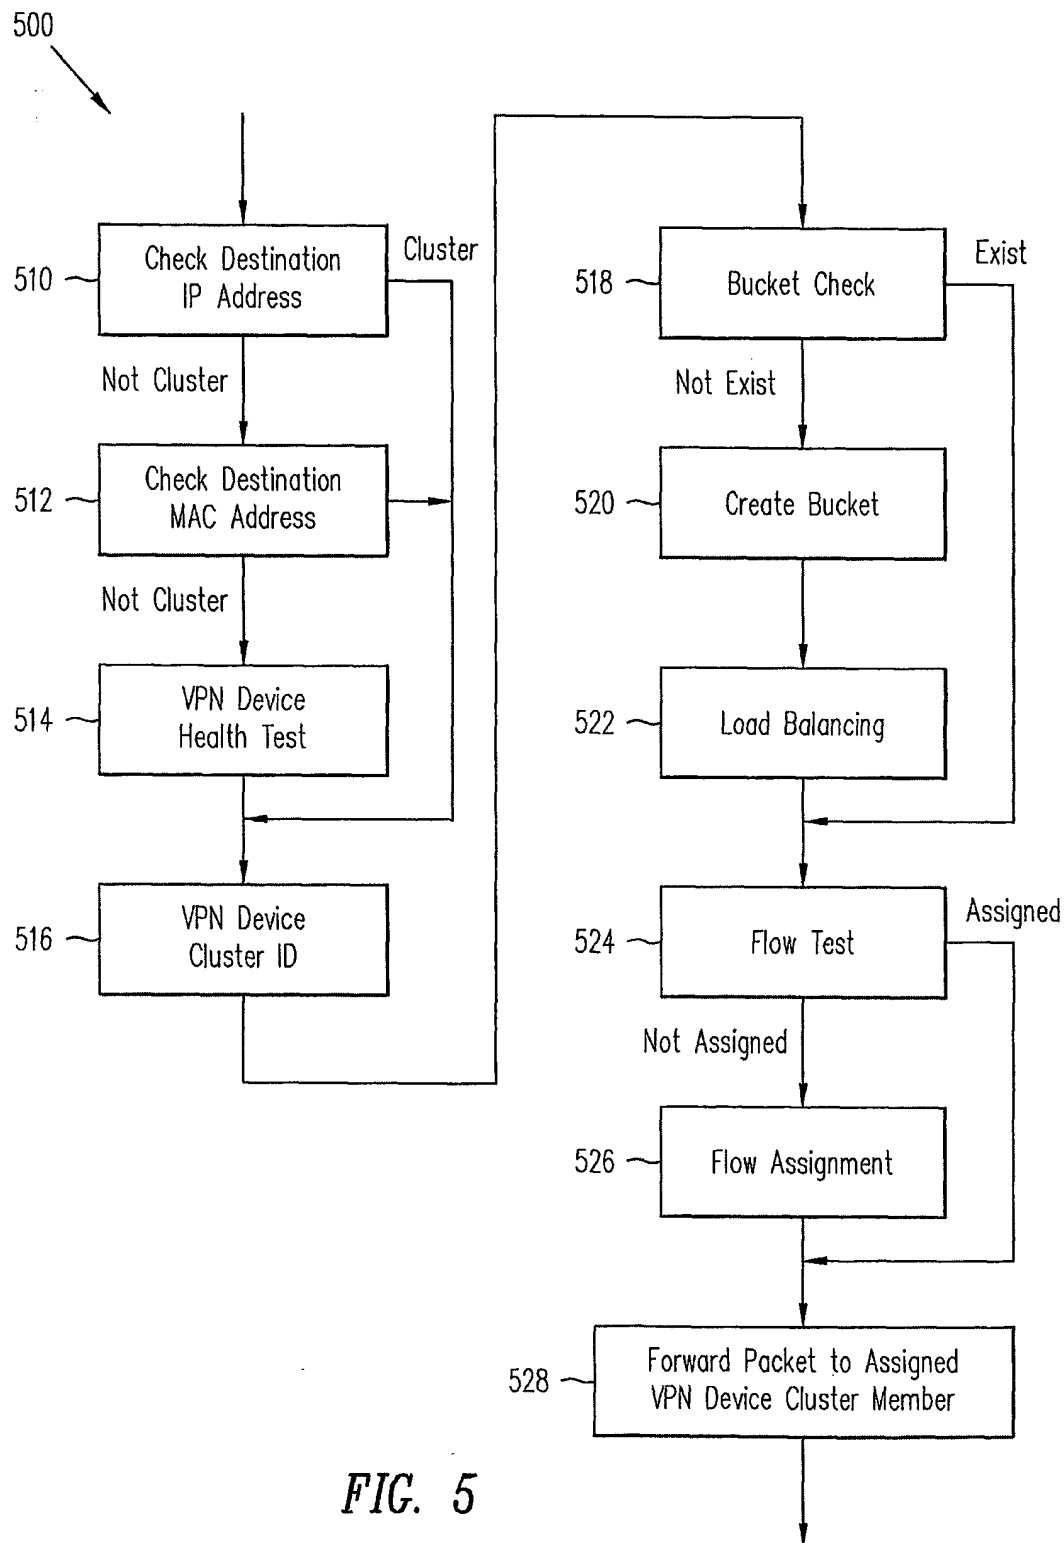 500
Check Destination
IP Address
510
Cluster
Not Cluster
Check Destination
MAC Address
512
Not Cluster
VPN Device
Health Test
514
VPN Device
Cluster ID
516
Bucket Check
518
Exist
Not Exist
Create Bucket
520
Load Balancing
522
Flow Test
524
Assigned
Not Assigned
Flow Assignment
526
Forward Packet to Assigned
VPN Device Cluster Member
528
FIG. 5